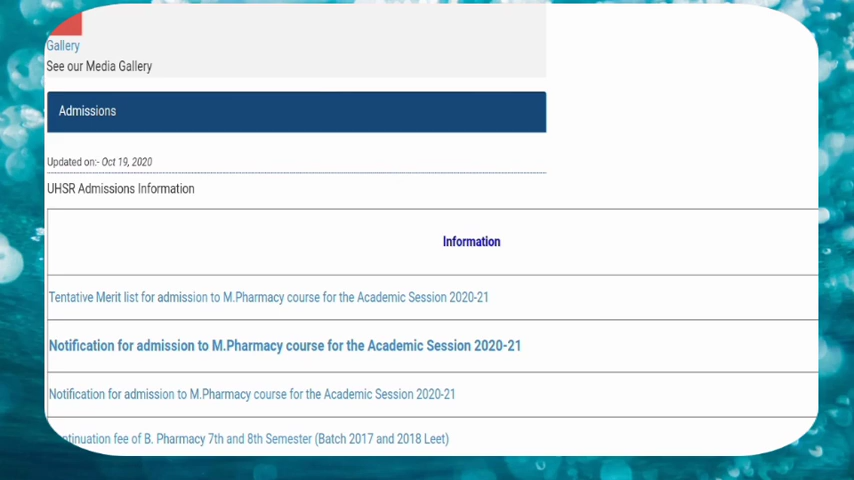 Gallery
See our Media Gallery
Admissions
Updated on:- Oct 19, 2020
UHSR Admissions Information
Information
Tentative Merit list for admission to M.Pharmacy course for the Academic Session 2020-21
Notification for admission to M.Pharmacy course for the Academic Session 2020-21
Notification for admission to M.Pharmacy course for the Academic Session 2020-21
fee of B. Pharmacy 7th and 8th Semester (Batch 2017 and 2018 Leet)